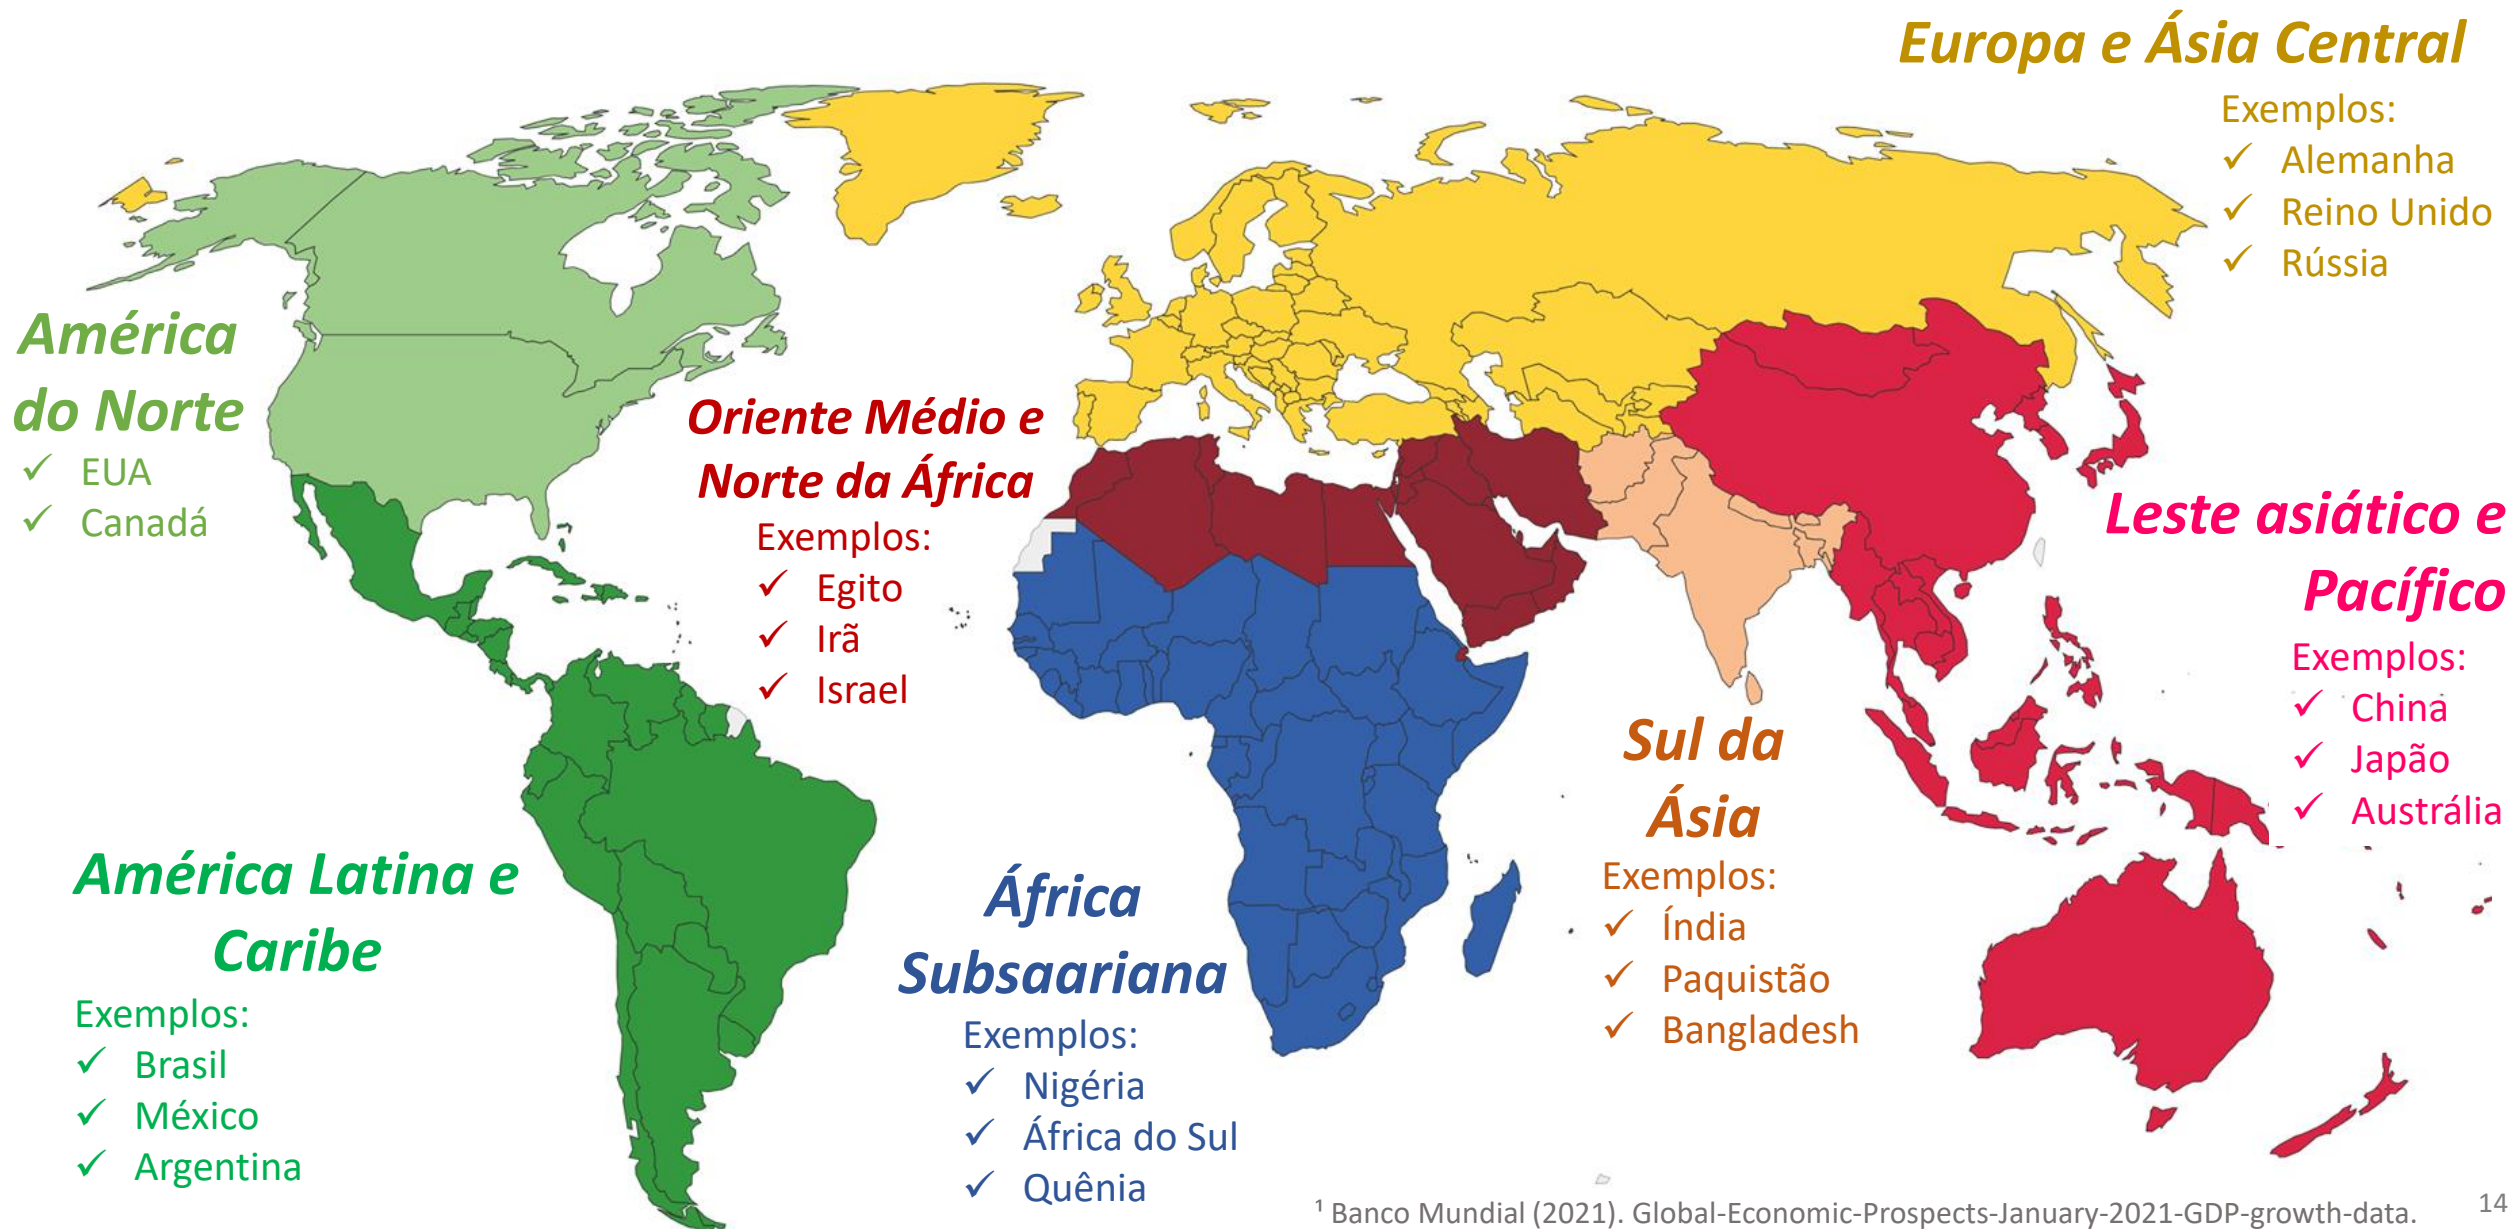 Europa e Ásia Central
Exemplos:
✓ Alemanha
✓ Reino Unido
✓ Rússia
América
do Norte
✓ EUA
✓ Canadá
Oriente Médio e
Norte da África
Exemplos:
✓ Egito
✓ Irã
✓ Israel
Leste asiático e
Pacífico
Exemplos:
✓ China
✓ Japão
✓ Austrália
Sul da
Ásia
Exemplos:
✓ Índia
✓ Paquistão
✓ Bangladesh
América Latina e
Caribe
Exemplos:
✓ Brasil
✓ México
✓ Argentina
África
Subsaariana
Exemplos:
✓ Nigéria
✓ África do Sul
✓ Quênia
¹ Banco Mundial (2021). Global-Economic-Prospects-January-2021-GDP-growth-data.
14